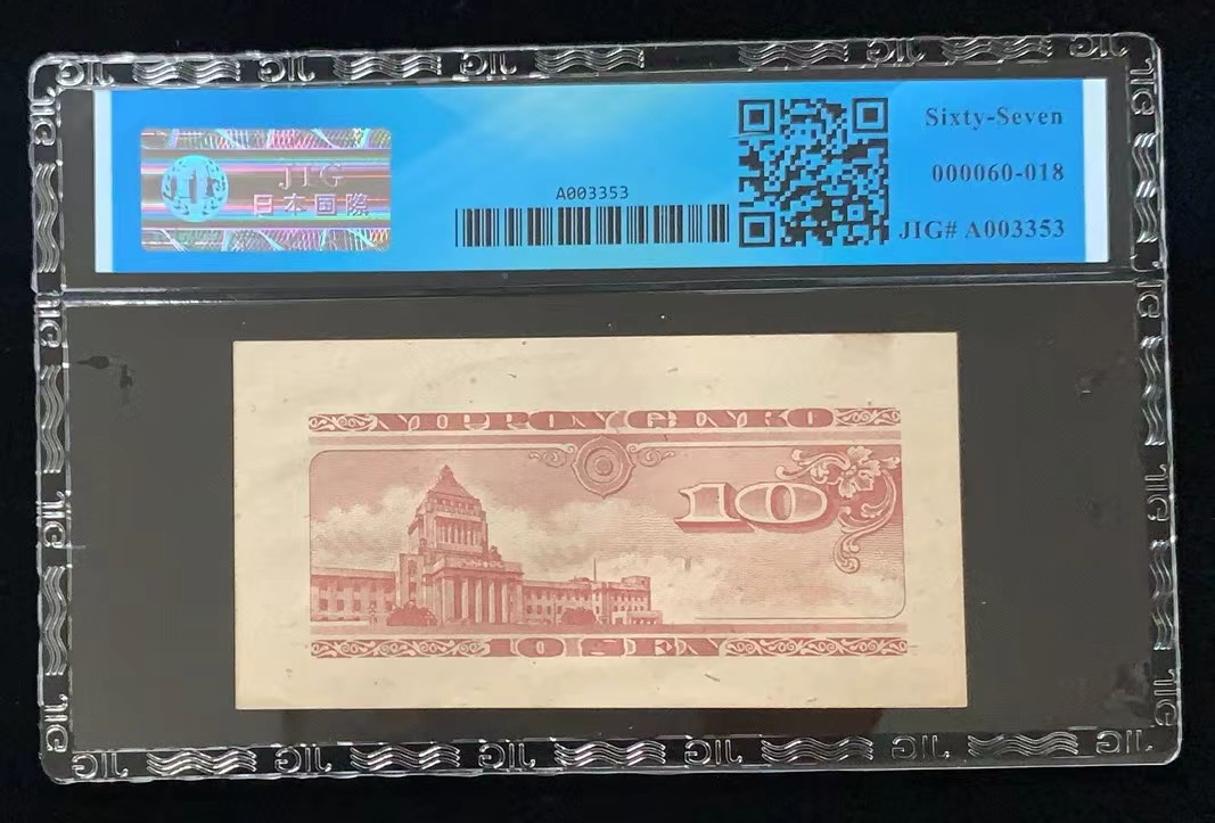 JIG
日本国際
A003353
Sixty-Seven
000060-018
JIG# A003353
NIPPON GINKO
10
10 SEN